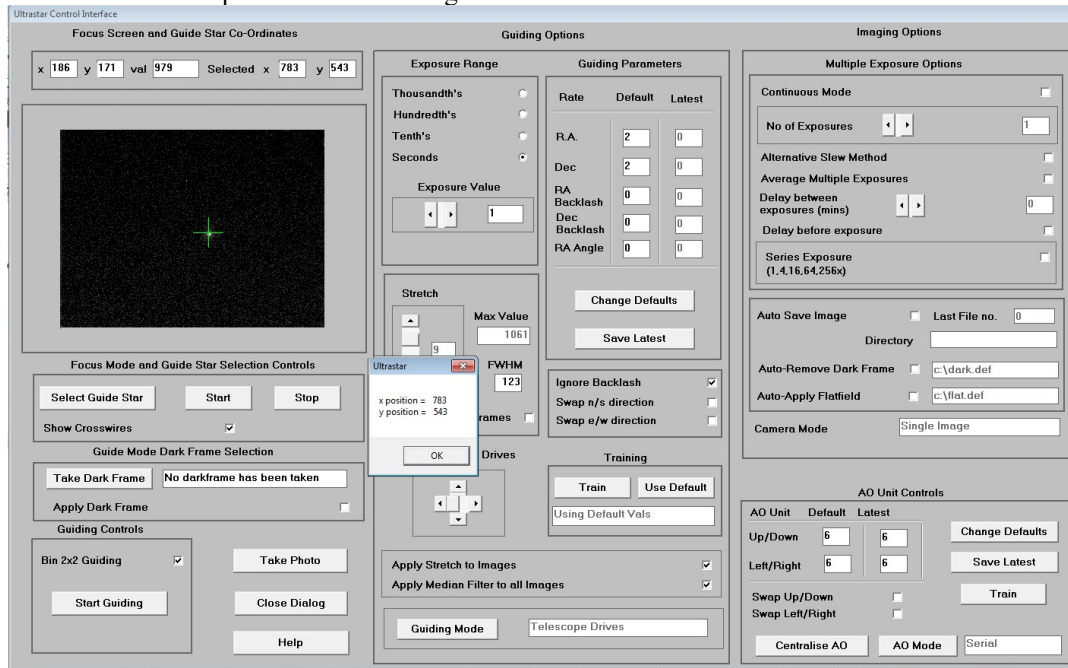 Ultrastar Control Interface
Focus Screen and Guide Star Co-Ordinates
x 186 y 171 val 979 Selected x 783 y 543
Focus Mode and Guide Star Selection Controls
Select Guide Star Start Stop
Show Crosswires
Guide Mode Dark Frame Selection
Take Dark Frame No darkframe has been taken
Apply Dark Frame
Guiding Controls
Bin 2x2 Guiding
Start Guiding
Take Photo
Close Dialog
Help
Guiding Options
Exposure Range
Thousandth's
Hundredth's
Tenth's
Seconds
Exposure Value
1
Stretch
9
Max Value
1061
FWHM
123
rames
Ultrastar
x position = 783
y position = 543
OK
Drives
Guiding Parameters
Rate Default Latest
R.A. 2 0
Dec 2 0
RA
Backlash 0 0
Dec
Backlash 0 0
RA Angle 0 0
Change Defaults
Save Latest
Ignore Backlash
Swap n/s direction
Swap e/w direction
Training
Train Use Default
Using Default Vals
Apply Stretch to Images
Apply Median Filter to all Images
Guiding Mode Telescope Drives
Imaging Options
Multiple Exposure Options
Continuous Mode
No of Exposures 1
Alternative Slew Method
Average Multiple Exposures
Delay between
exposures (mins) 0
Delay before exposure
Series Exposure
(1,4,16,64,256x)
Auto Save Image Last File no. 0
Directory
Auto-Remove Dark Frame c:\dark.def
Auto-Apply Flatfield c:\flat.def
Camera Mode Single Image
AO Unit Controls
AO Unit Default Latest
Up/Down 6 6
Left/Right 6 6
Change Defaults
Save Latest
Train
Swap Up/Down
Swap Left/Right
Centralise AO AO Mode Serial